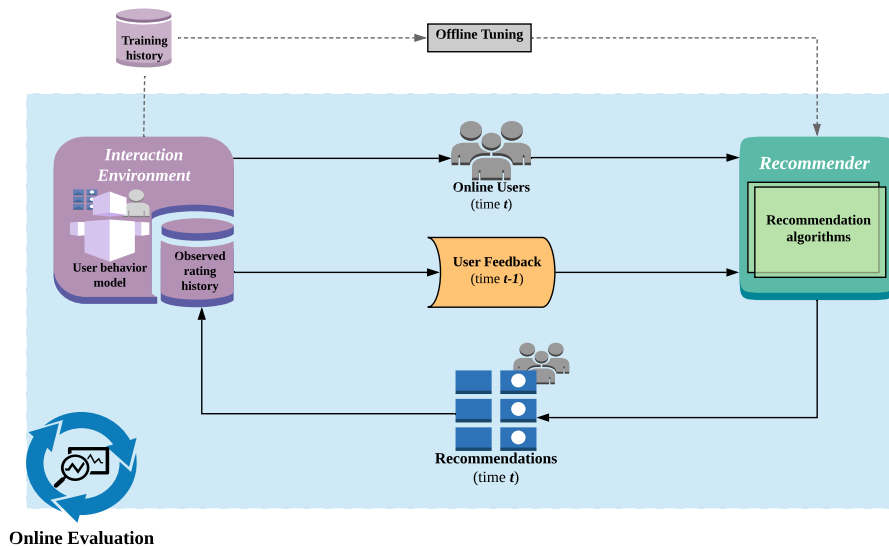 Training
history
Offline Tuning
Interaction
Environment
User behavior
model
Observed
rating
history
Online Users
(time t)
User Feedback
(time t-1)
Recommender
Recommendation
algorithms
Recommendations
(time t)
Online Evaluation